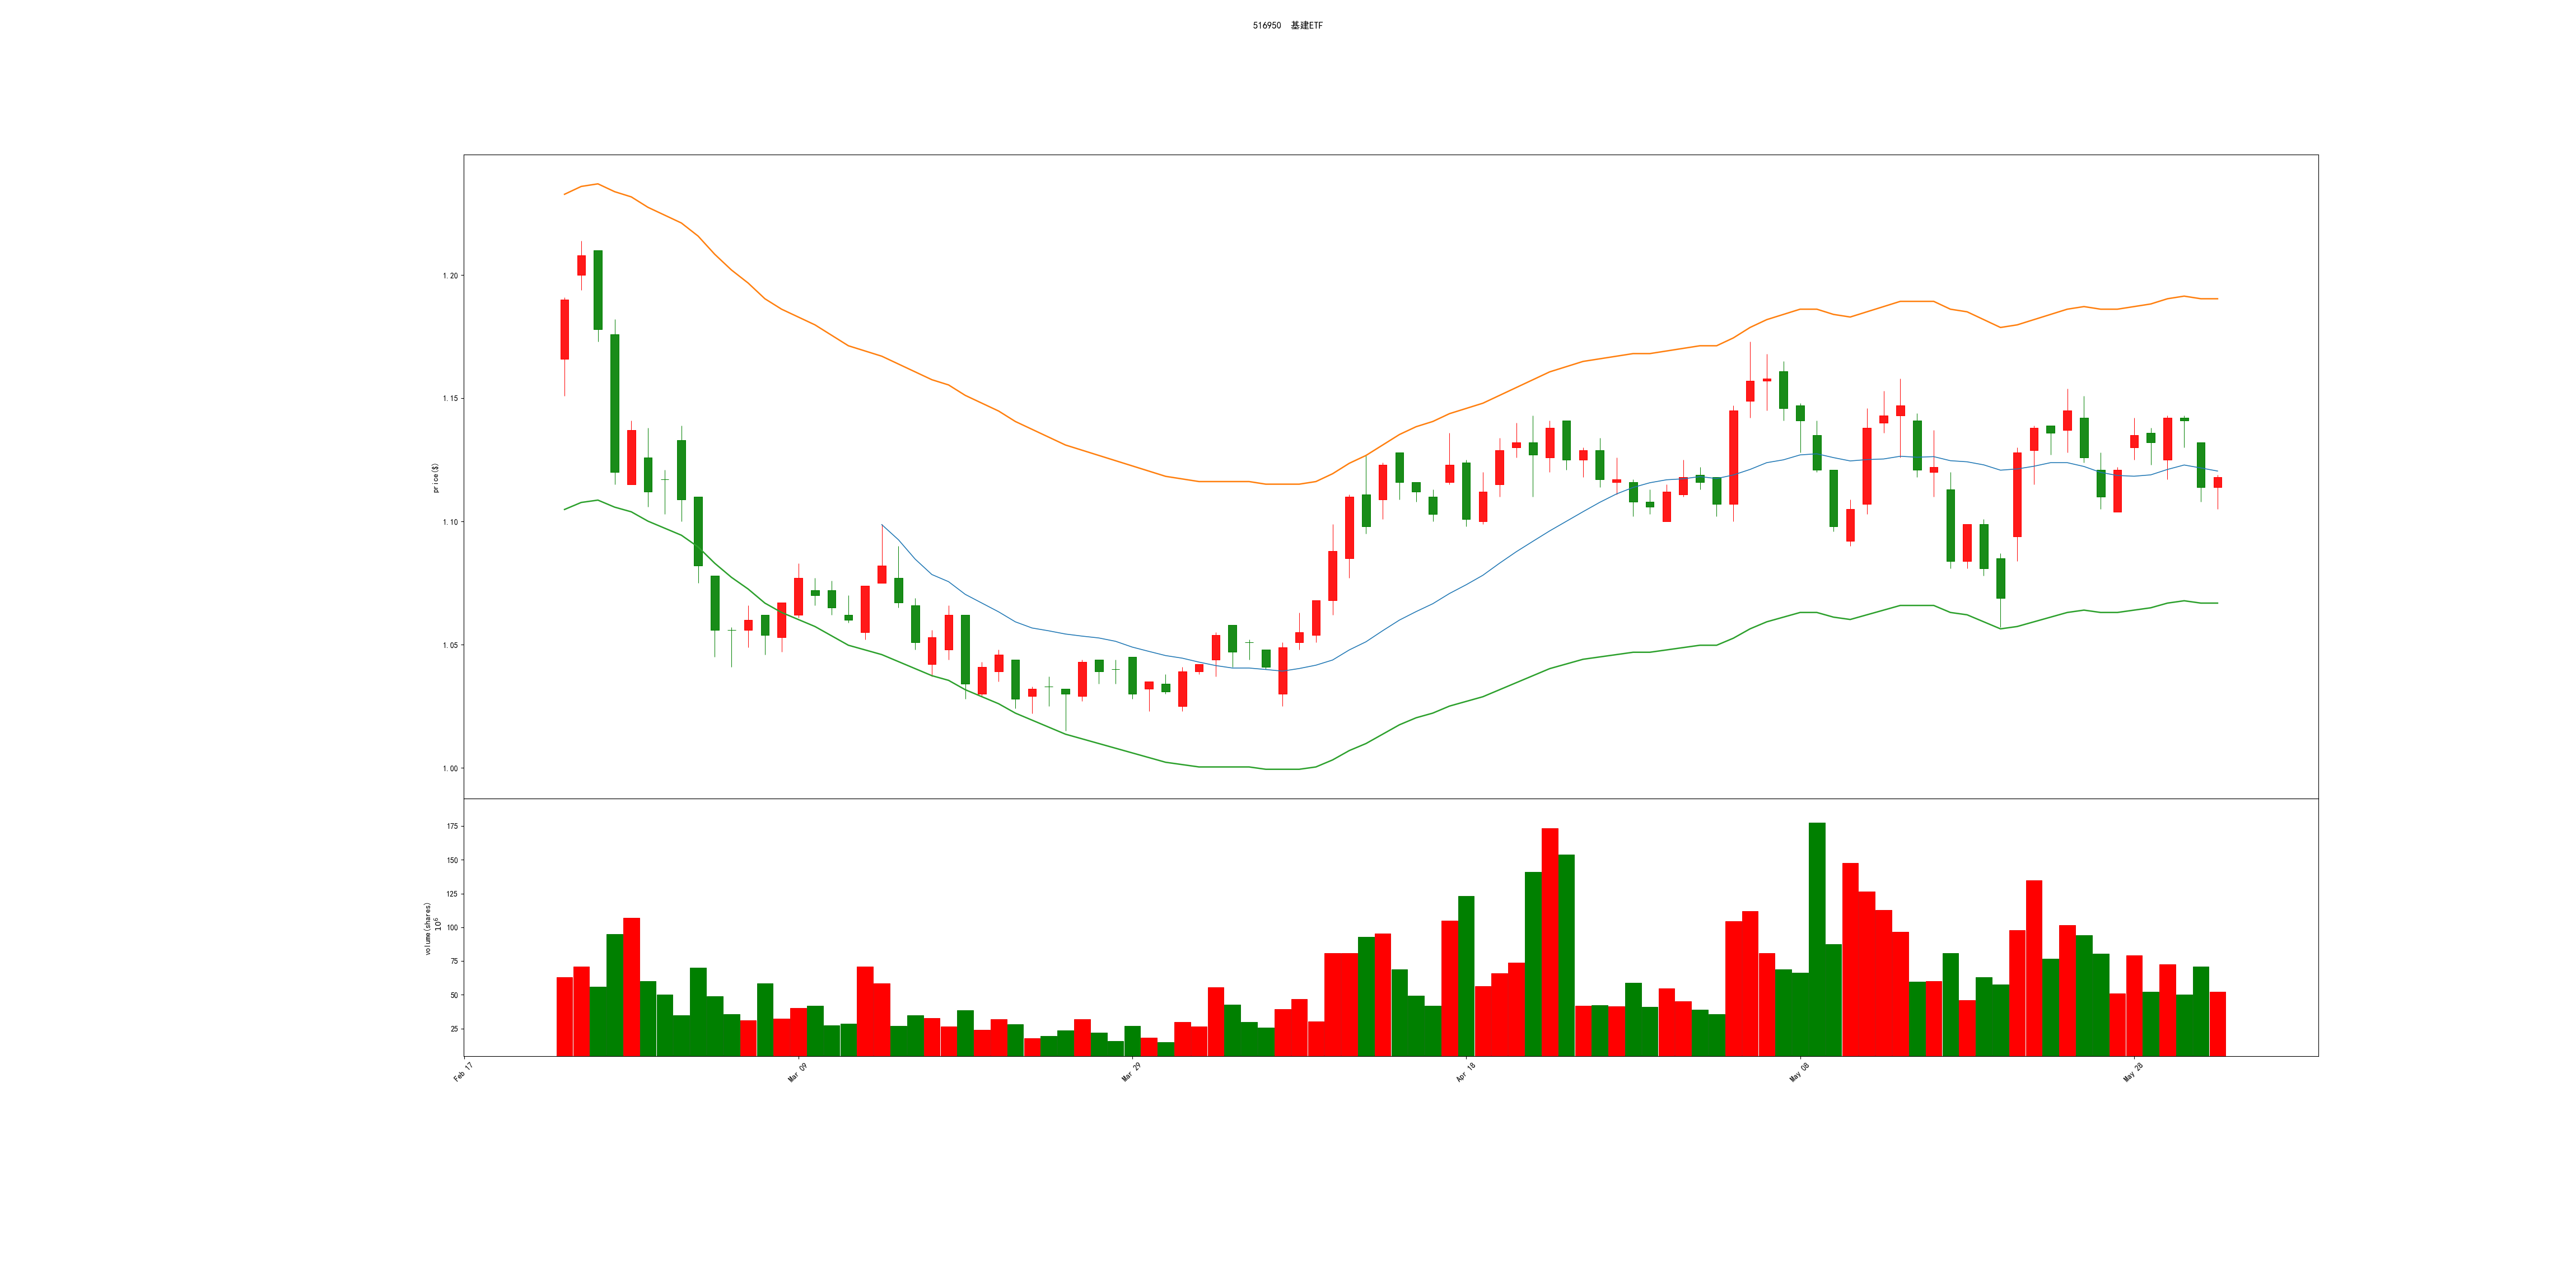 516950 基建ETF
price($)
1.20
1.15
1.10
1.05
1.00
volume(shares)
10^6
175
150
125
100
75
50
25
Feb 17
Mar 09
Mar 29
Apr 18
May 08
May 28